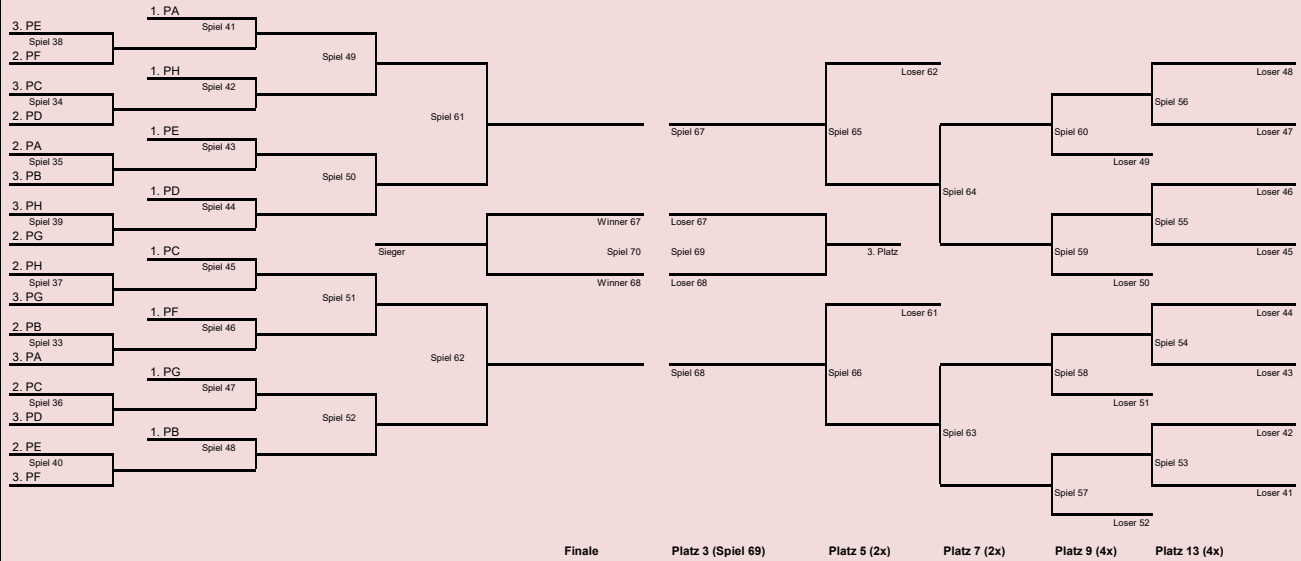 1. PA
3. PE
Spiel 41
Spiel 38
2. PF
Spiel 49
Loser 62
Loser 48
1. PH
3. PC
Spiel 42
Spiel 34
Spiel 56
2. PD
Spiel 61
1. PE
Spiel 67
Spiel 65
Spiel 60
Loser 47
2. PA
Spiel 43
Spiel 35
Loser 49
3. PB
Spiel 50
1. PD
Spiel 64
Loser 46
3. PH
Spiel 44
Spiel 39
Winner 67
Loser 67
Spiel 55
2. PG
1. PC
Sieger
Spiel 70
Spiel 69
3. Platz
Spiel 59
Loser 45
2. PH
Spiel 45
Spiel 37
Winner 68
Loser 68
Loser 50
3. PG
Spiel 51
1. PF
Loser 61
Loser 44
2. PB
Spiel 46
Spiel 33
Spiel 54
3. PA
Spiel 62
1. PG
Spiel 68
Spiel 66
Spiel 58
Loser 43
2. PC
Spiel 47
Spiel 36
Loser 51
3. PD
Spiel 52
1. PB
Spiel 63
Loser 42
2. PE
Spiel 48
Spiel 40
Spiel 53
3. PF
Spiel 57
Loser 41
Loser 52
Finale
Platz 3 (Spiel 69)
Platz 5 (2x)
Platz 7 (2x)
Platz 9 (4x)
Platz 13 (4x)